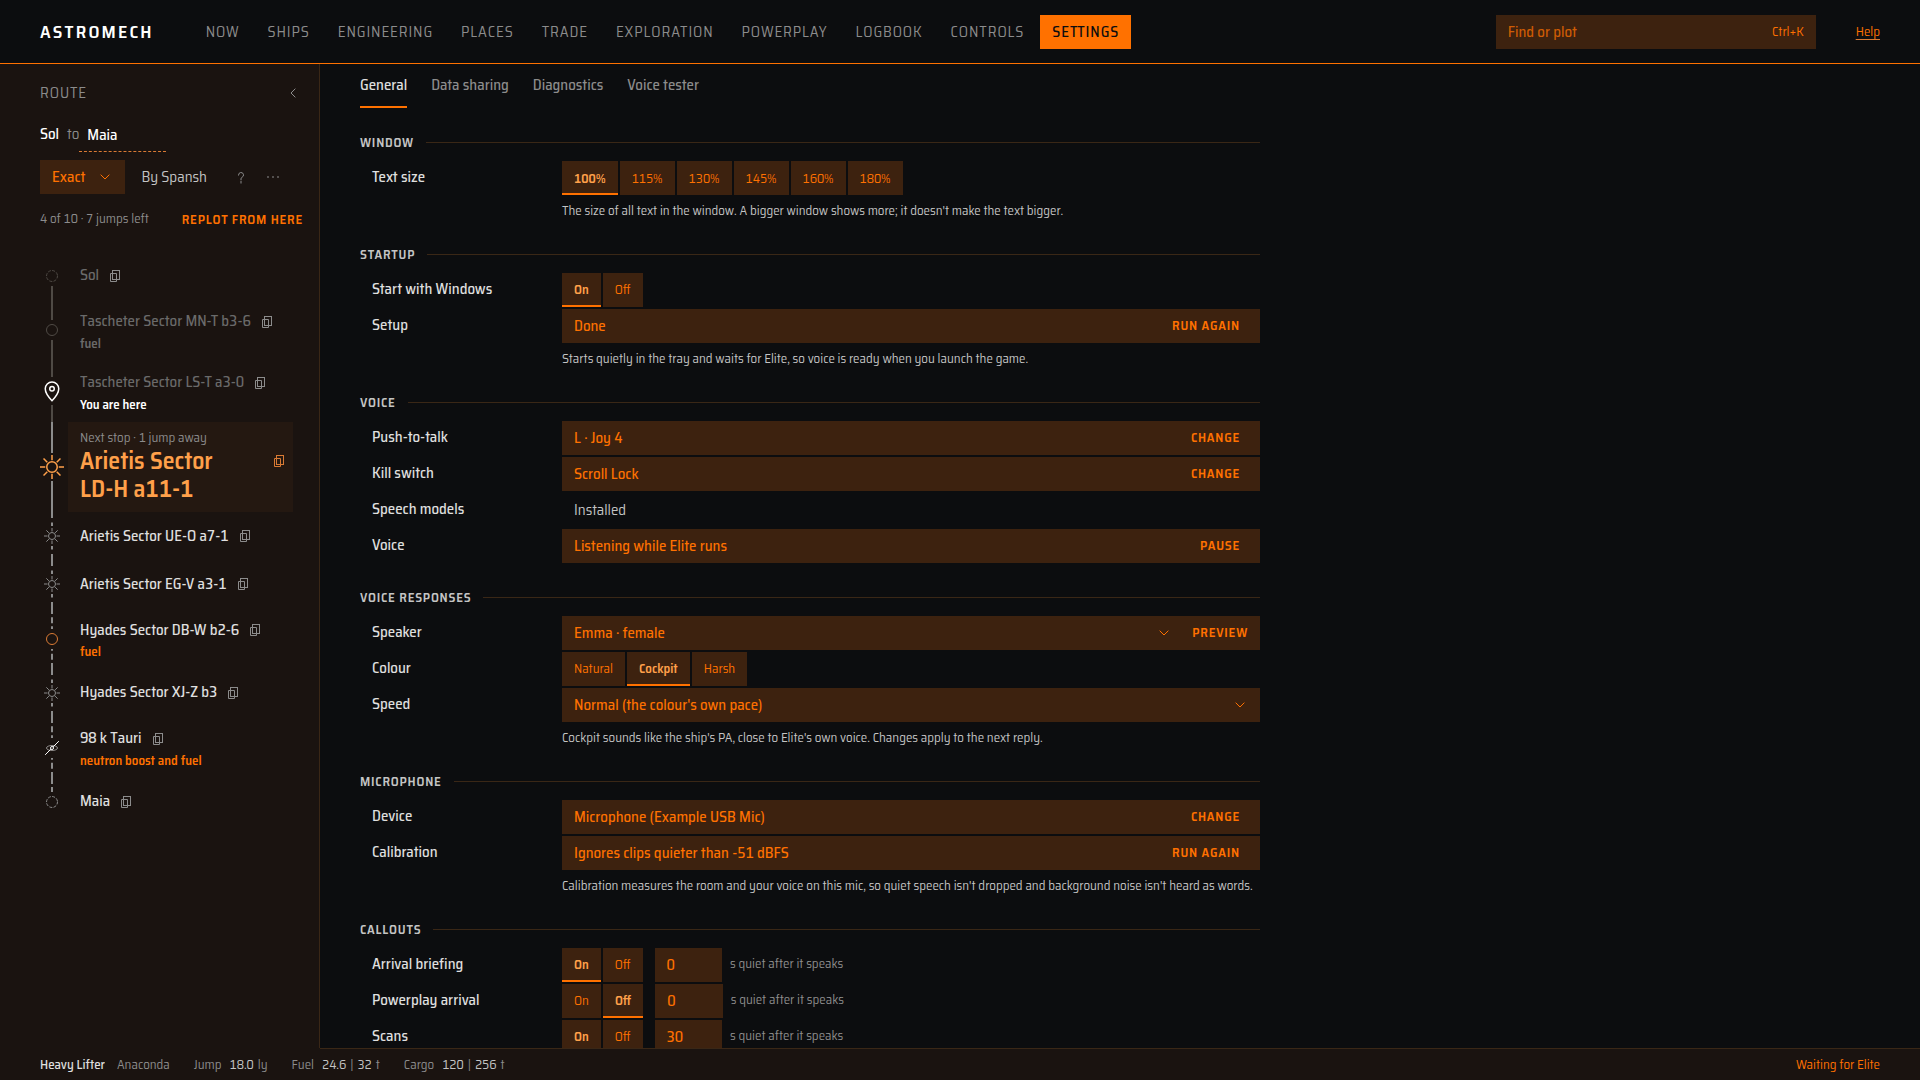 ASTROMECH
NOW SHIPS ENGINEERING PLACES TRADE EXPLORATION POWERPLAY LOGBOOK CONTROLS SETTINGS
Find or plot Ctrl+K
Help
ROUTE
Sol to Maia
Exact By Spansh ? ...
4 of 10 · 7 jumps left REPLOT FROM HERE
Sol
Tascheter Sector MN-T b3-6
fuel
Tascheter Sector LS-T a3-0
You are here
Next stop · 1 jump away
Arietis Sector
LD-H a11-1
Arietis Sector UE-O a7-1
Arietis Sector EG-V a3-1
Hyades Sector DB-W b2-6
fuel
Hyades Sector XJ-Z b3
98 k Tauri
neutron boost and fuel
Maia
General Data sharing Diagnostics Voice tester
WINDOW
Text size 100% 115% 130% 145% 160% 180%
The size of all text in the window. A bigger window shows more; it doesn't make the text bigger.
STARTUP
Start with Windows On Off
Setup Done RUN AGAIN
Starts quietly in the tray and waits for Elite, so voice is ready when you launch the game.
VOICE
Push-to-talk L · Joy 4 CHANGE
Kill switch Scroll Lock CHANGE
Speech models Installed
Voice Listening while Elite runs PAUSE
VOICE RESPONSES
Speaker Emma · female PREVIEW
Colour Natural Cockpit Harsh
Speed Normal (the colour's own pace)
Cockpit sounds like the ship's PA, close to Elite's own voice. Changes apply to the next reply.
MICROPHONE
Device Microphone (Example USB Mic) CHANGE
Calibration Ignores clips quieter than -51 dBFS RUN AGAIN
Calibration measures the room and your voice on this mic, so quiet speech isn't dropped and background noise isn't heard as words.
CALLOUTS
Arrival briefing On Off 0 s quiet after it speaks
Powerplay arrival On Off 0 s quiet after it speaks
Scans On Off 30 s quiet after it speaks
Heavy Lifter Anaconda Jump 18.0 ly Fuel 24.6 | 32 t Cargo 120 | 256 t
Waiting for Elite